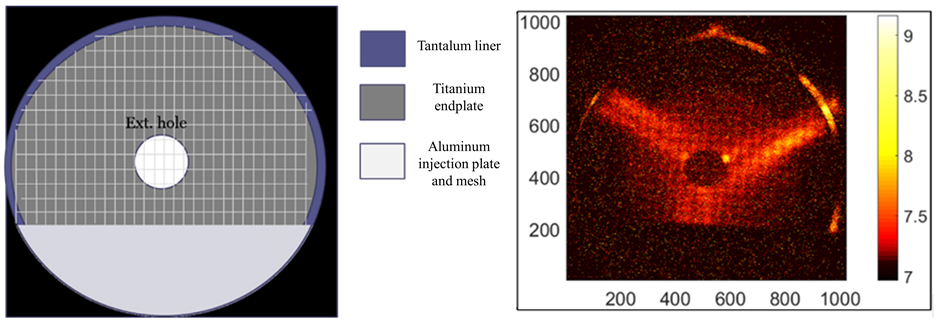 Ext. hole
Tantalum liner
Titanium
endplate
Aluminum
injection plate
and mesh
1000
800
600
400
200
200
400
600
800
1000
9
8.5
8
7.5
7